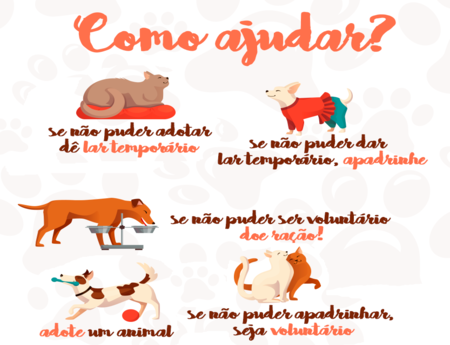 Como ajudar?
se não puder adotar
dê lar temporário
se não puder dar
lar temporário, apadrinhe
se não puder ser voluntário
doe ração!
adote um animal
se não puder apadrinhar,
seja voluntário